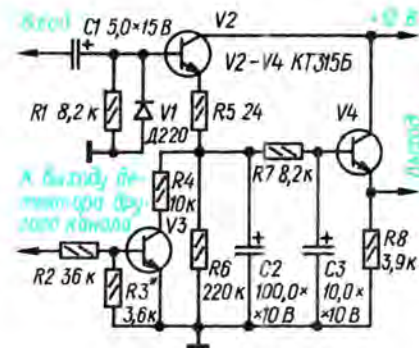 Вход
C1 5,0×15 В
V2
+12 В
V2–V4 КТ315Б
R1 8,2 к
V1
Д220
R5 24
V4
Выход
К выходу де-
тектора дру-
гого канала
R4
10к
V3
R7 8,2к
R2 36 к
R3*
3,6к
R6
220 к
C2
100,0×
×10 В
C3
10,0×
×10 В
R8
3,9к